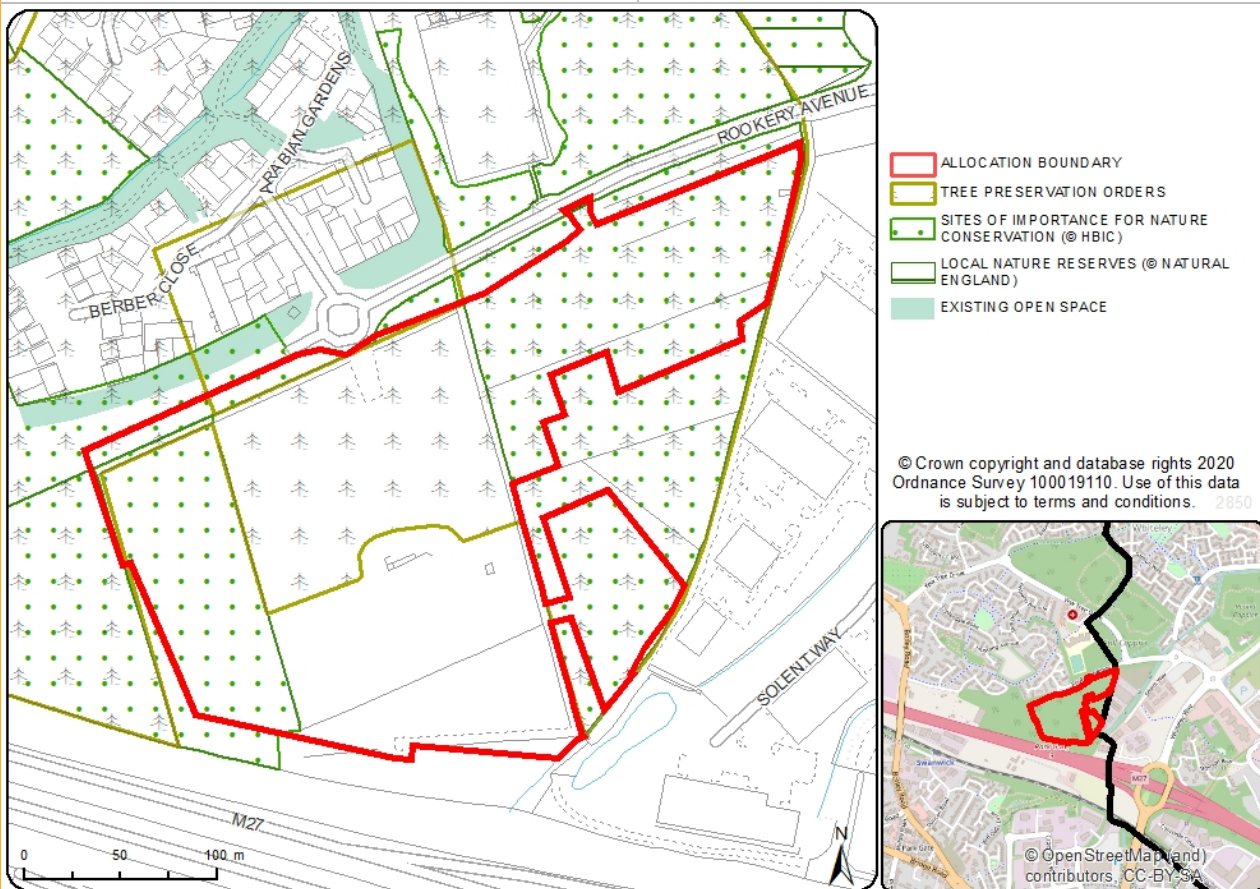 ARABIAN GARDENS
ROOKERY AVENUE
BERBER CLOSE
SOLENT WAY
M27
0 50 100 m
N
ALLOCATION BOUNDARY
TREE PRESERVATION ORDERS
SITES OF IMPORTANCE FOR NATURE
CONSERVATION (© HBIC)
LOCAL NATURE RESERVES (© NATURAL
ENGLAND)
EXISTING OPEN SPACE
© Crown copyright and database rights 2020
Ordnance Survey 100019110. Use of this data
is subject to terms and conditions. 2850
Whiteley
Swanwick
M27
Park Gate
© OpenStreetMap (and)
contributors, CC-BY-SA